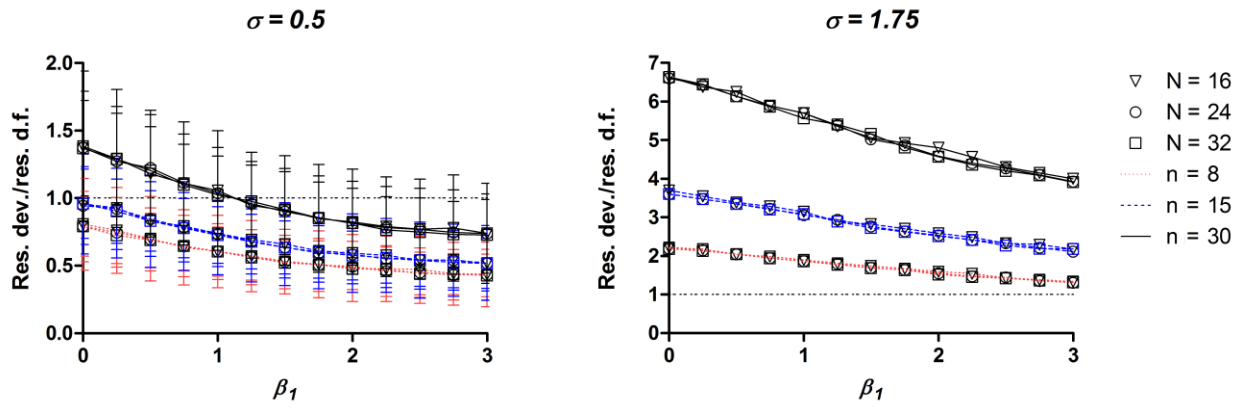 σ = 0.5
Res. dev./res. d.f.
2.0
1.5
1.0
0.5
0.0
0 1 2 3
β1
σ = 1.75
Res. dev./res. d.f.
7
6
5
4
3
2
1
0
0 1 2 3
β1
N = 16
N = 24
N = 32
n = 8
n = 15
n = 30